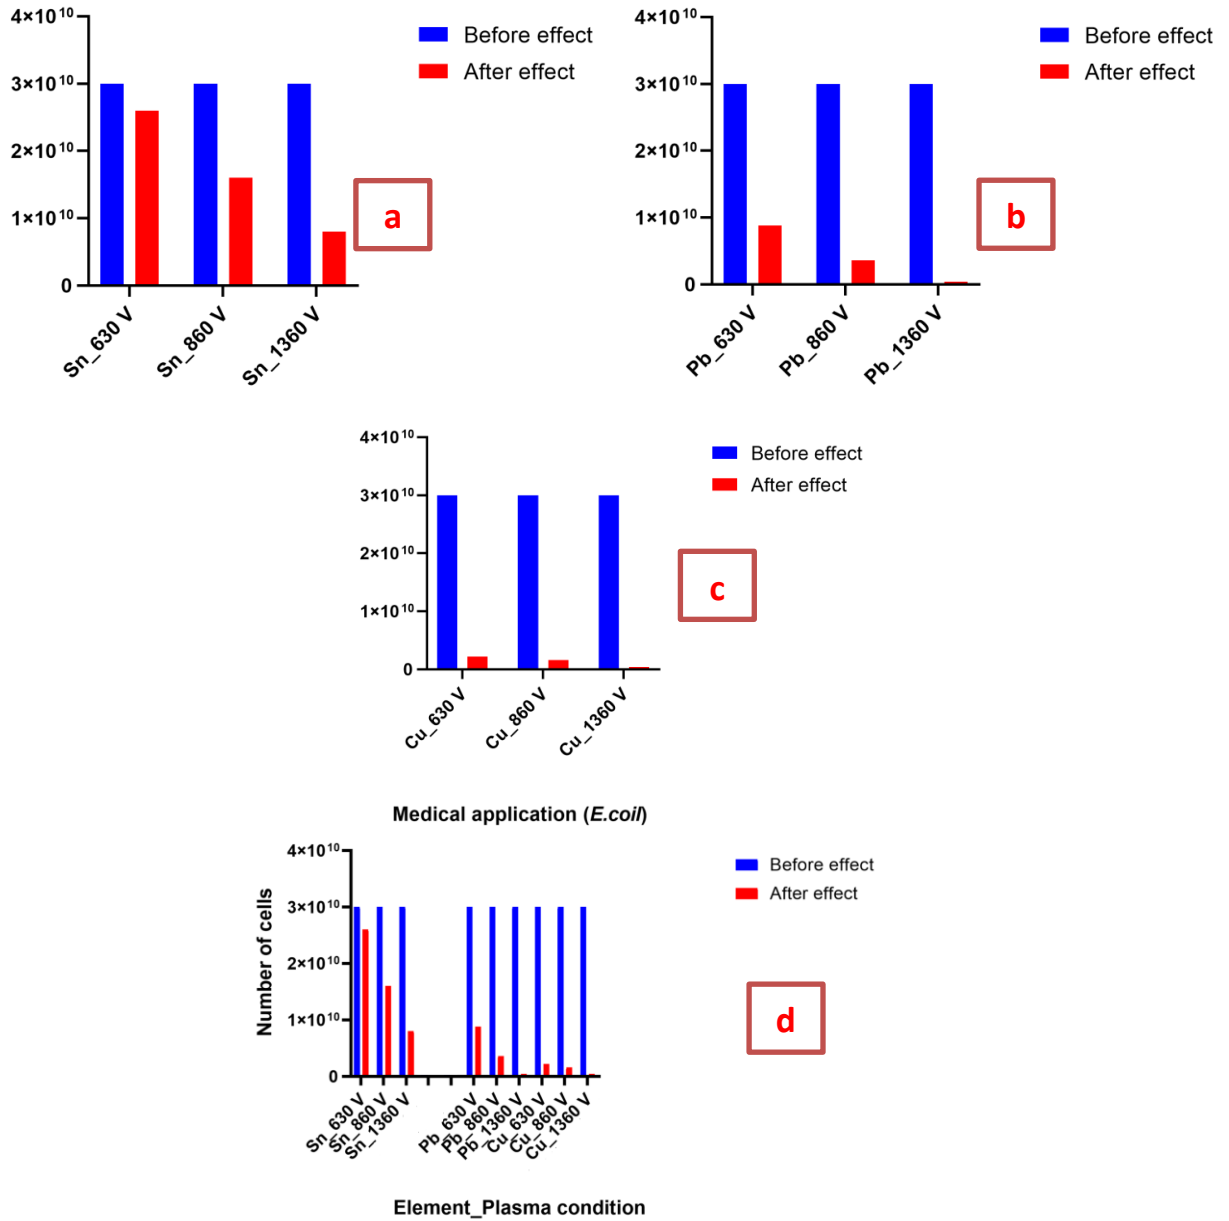 4×10¹⁰
3×10¹⁰
2×10¹⁰
1×10¹⁰
0
Before effect
After effect
a
Sn_630 V
Sn_860 V
Sn_1360 V
4×10¹⁰
3×10¹⁰
2×10¹⁰
1×10¹⁰
0
Before effect
After effect
b
Pb_630 V
Pb_860 V
Pb_1360 V
4×10¹⁰
3×10¹⁰
2×10¹⁰
1×10¹⁰
0
Before effect
After effect
c
Cu_630 V
Cu_860 V
Cu_1360 V
Medical application (E.coil)
Number of cells
4×10¹⁰
3×10¹⁰
2×10¹⁰
1×10¹⁰
0
Before effect
After effect
d
Sn_630 V
Sn_860 V
Sn_1360 V
Pb_630 V
Pb_860 V
Pb_1360 V
Cu_630 V
Cu_860 V
Cu_1360 V
Element_Plasma condition